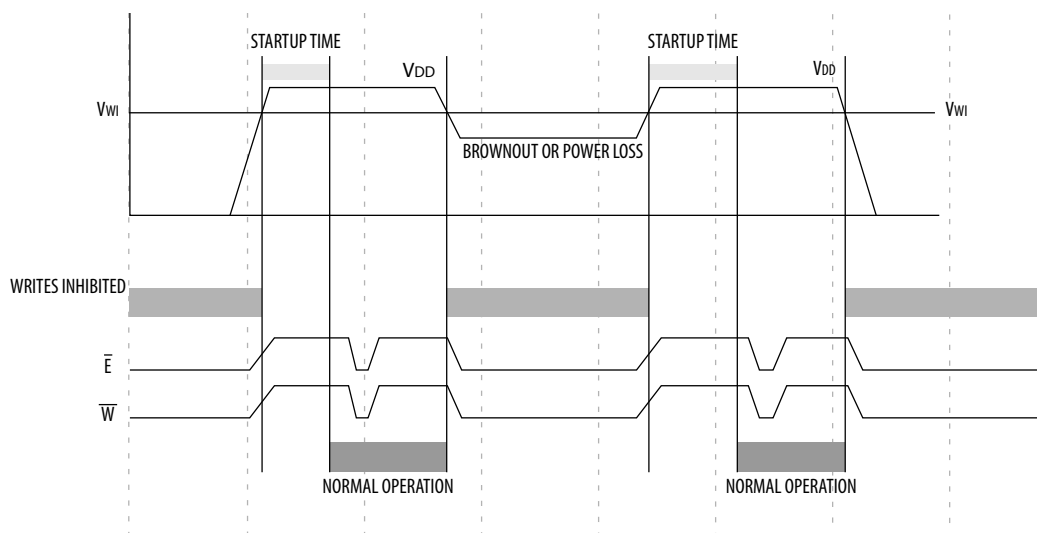 STARTUP TIME
STARTUP TIME
VDD
VDD
VWI
VWI
BROWNOUT OR POWER LOSS
WRITES INHIBITED
E̅
W̅
NORMAL OPERATION
NORMAL OPERATION